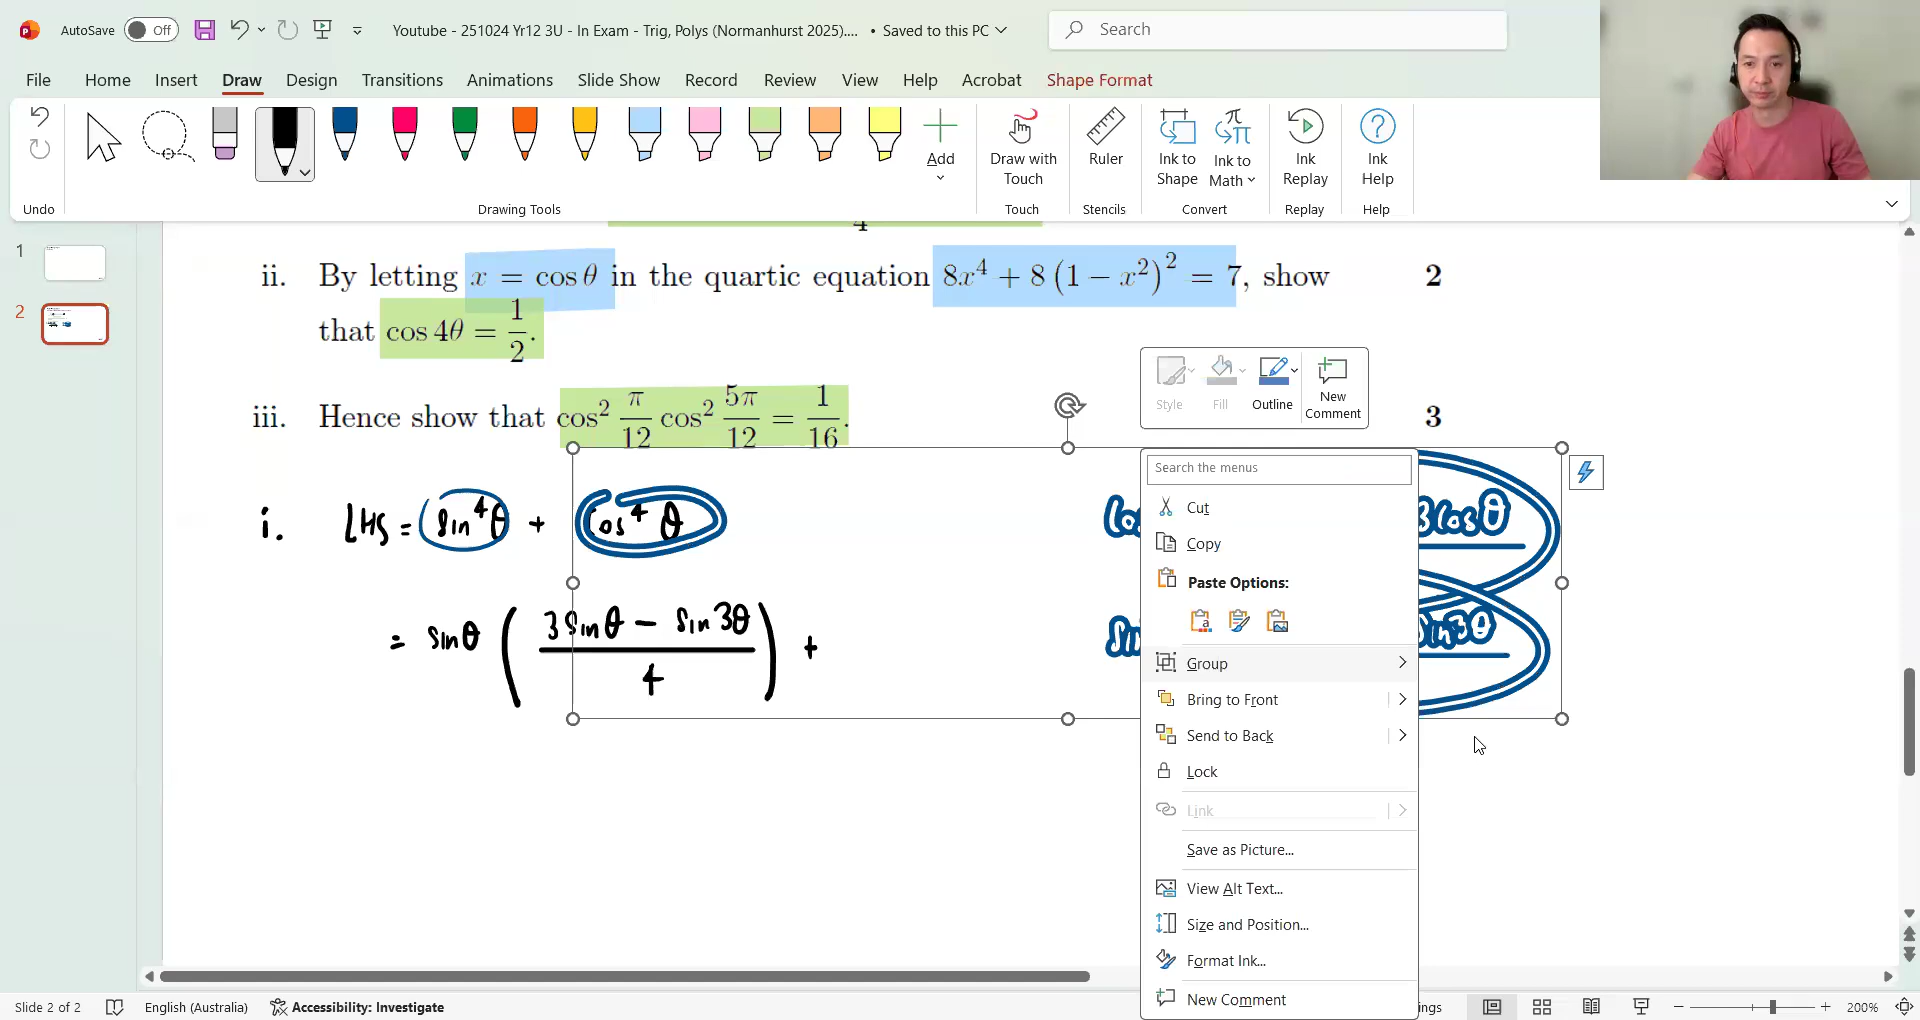 AutoSave Off Youtube - 251024 Yr12 3U - In Exam - Trig, Polys (Normanhurst 2025).... • Saved to this PC Search
File Home Insert Draw Design Transitions Animations Slide Show Record Review View Help Acrobat Shape Format
Add Draw with Touch Ruler Ink to Shape Ink to Math Ink Replay Ink Help
Undo Drawing Tools Touch Stencils Convert Replay Help
1
2
4
ii. By letting x = cos θ in the quartic equation 8x⁴ + 8 (1 − x²)² = 7, show 2
that cos 4θ = 1/2.
iii. Hence show that cos² π/12 cos² 5π/12 = 1/16. 3
Style Fill Outline New Comment
Search the menus
Cut
Copy
Paste Options:
Group
Bring to Front
Send to Back
Lock
Link
Save as Picture...
View Alt Text...
Size and Position...
Format Ink...
New Comment
i. LHS = sin⁴θ + cos⁴ θ
= sinθ ( (3sinθ − sin3θ)/4 ) +
3cosθ
sin3θ
Slide 2 of 2 English (Australia) Accessibility: Investigate 200%